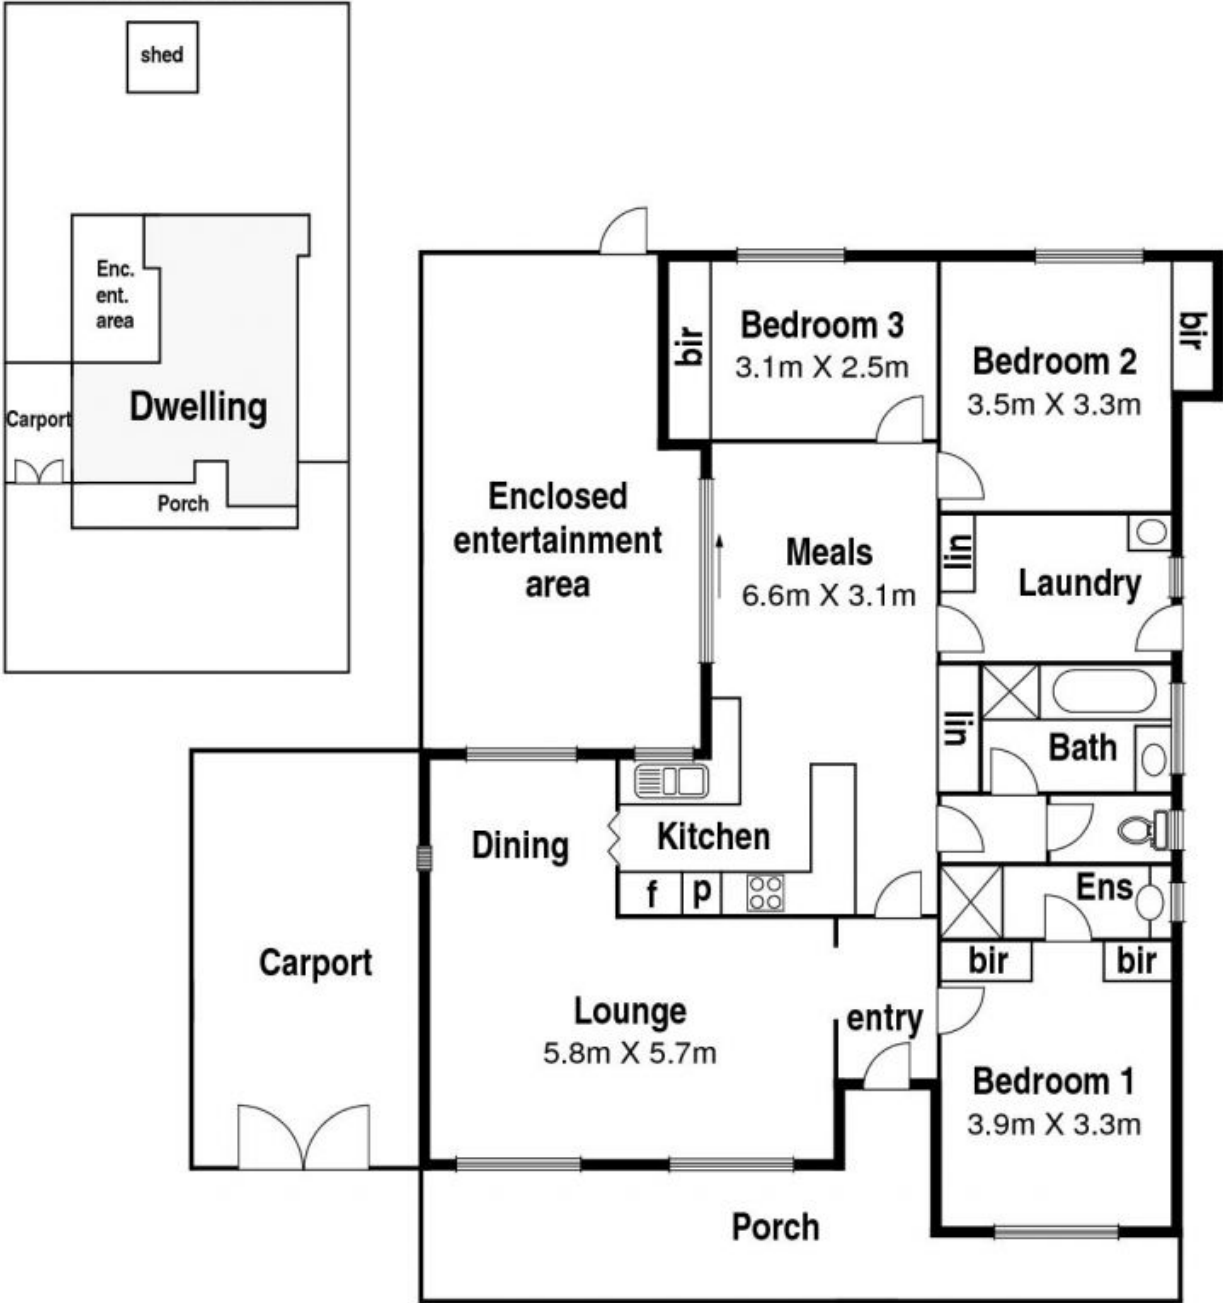 shed
Enc.
ent.
area
Carport
Dwelling
Porch
bir
Bedroom 3
3.1m X 2.5m
Bedroom 2
3.5m X 3.3m
bir
Enclosed
entertainment
area
Meals
6.6m X 3.1m
lin
Laundry
lin
Bath
Dining
Kitchen
f
p
Ens
bir
bir
Carport
Lounge
5.8m X 5.7m
entry
Bedroom 1
3.9m X 3.3m
Porch